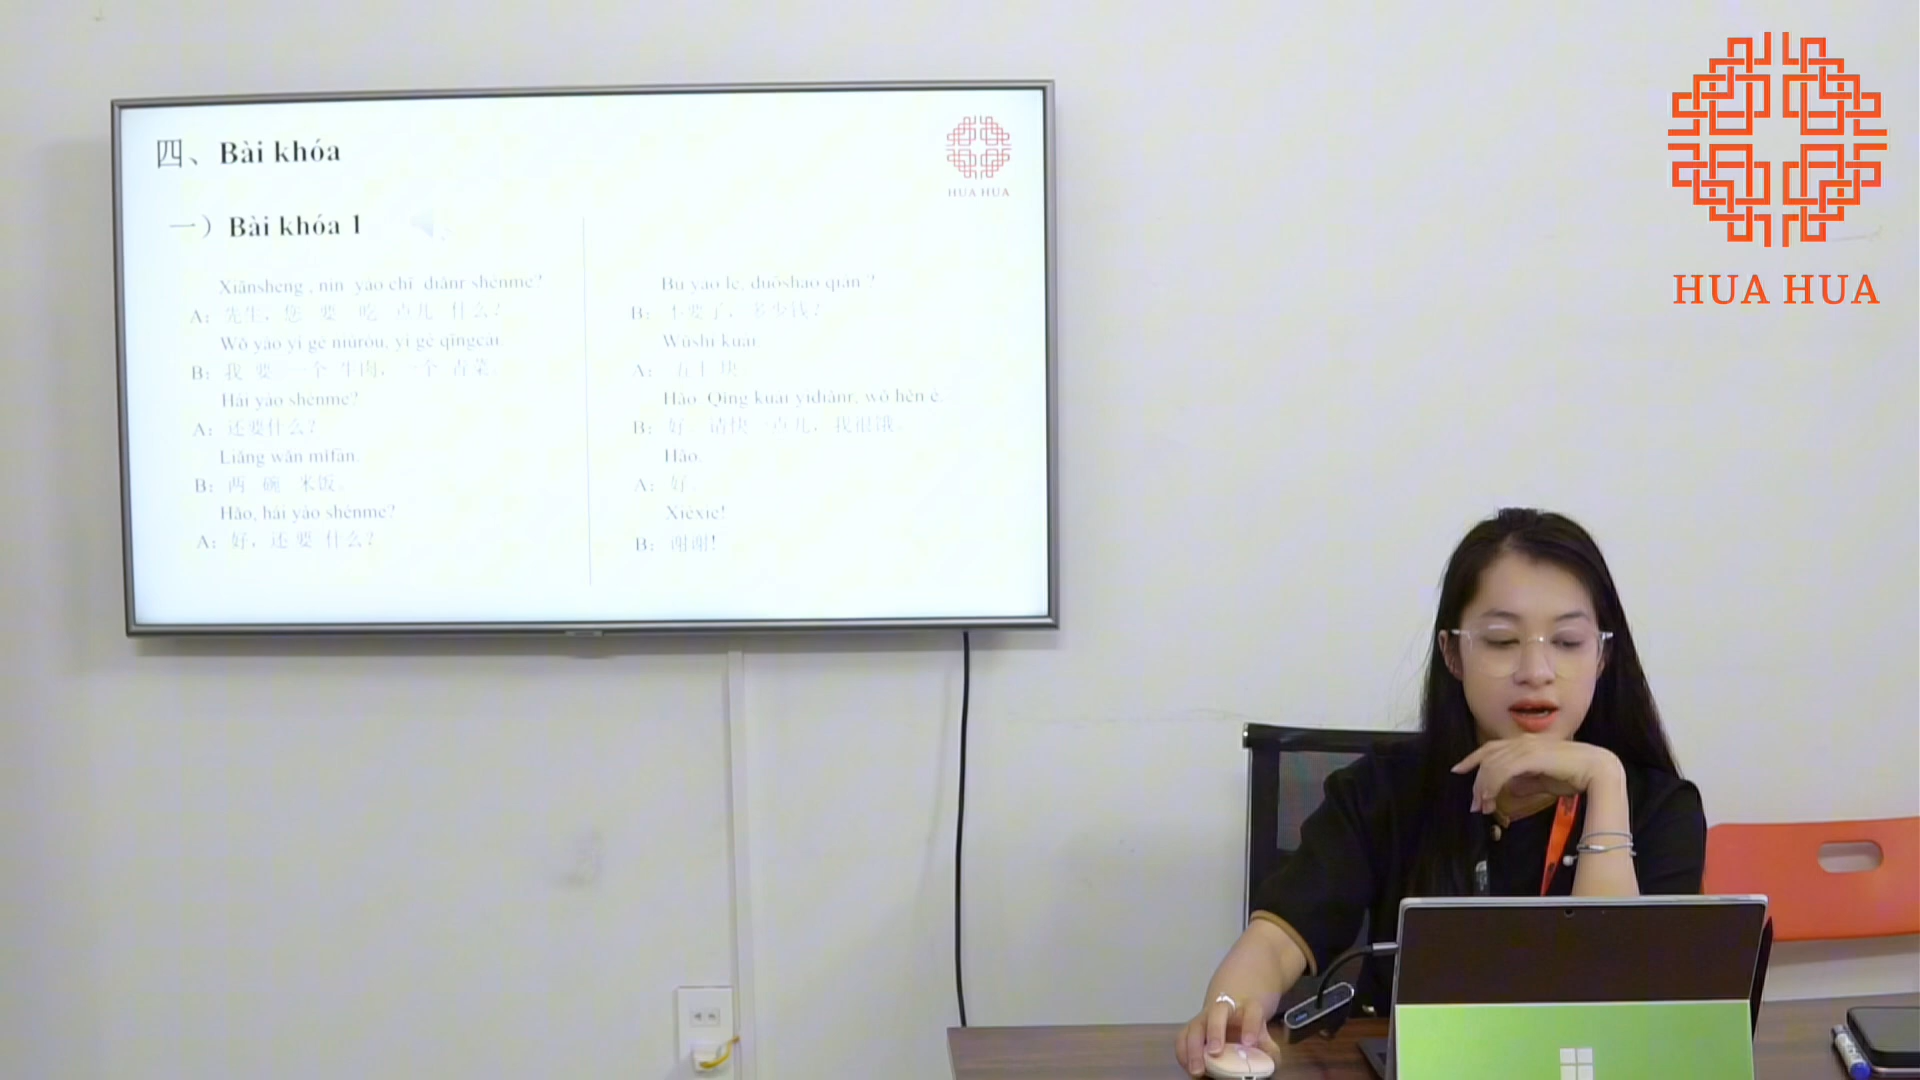 四、Bài khóa
HUA HUA
一）Bài khóa 1
Xiānsheng , nín yào chī diǎnr shénme?
A：先生，您 要 吃 点儿 什么？
Wǒ yào yí gè niúròu, yí gè qīngcài.
B：我 要 一个 牛肉，一个 青菜。
Hái yào shénme?
A：还要什么？
Liǎng wǎn mǐfàn.
B：两 碗 米饭。
Hǎo, hái yào shénme?
A：好，还 要 什么？
Bú yào le, duōshao qián ?
B：不要了，多少钱？
Wǔshí kuài.
A：五十 块。
Hǎo. Qǐng kuài yìdiǎnr, wǒ hěn è.
B：好。请快一点儿，我很饿。
Hǎo.
A：好。
Xièxie!
B：谢谢!
HUA HUA